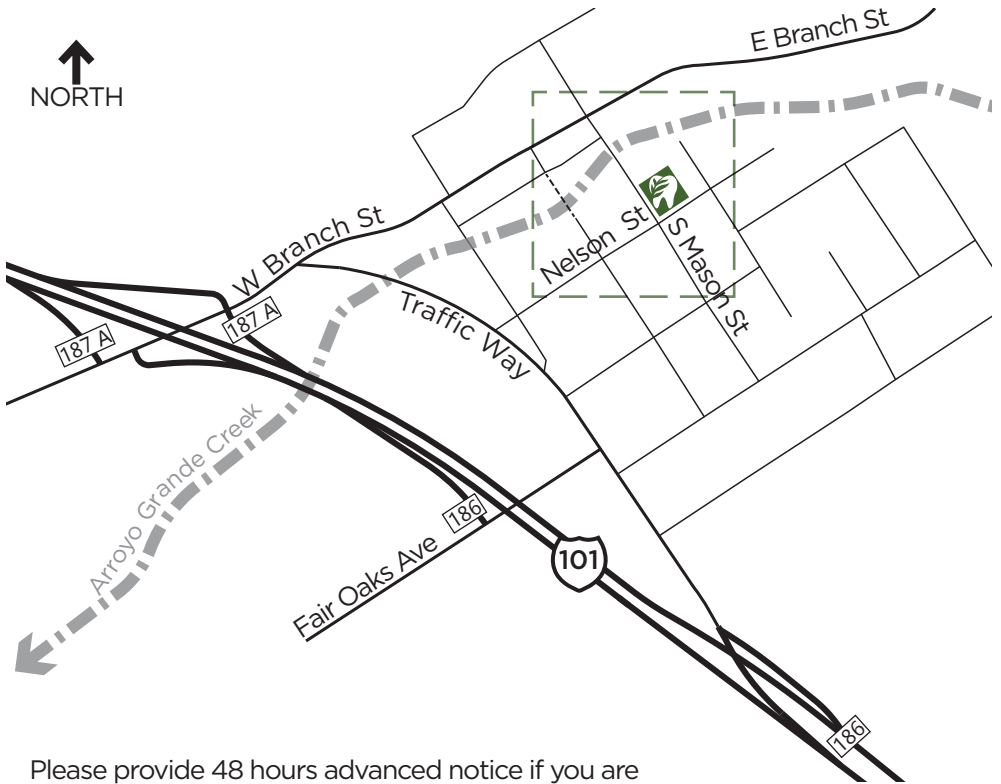 E Branch St
NORTH
W Branch St
Nelson St
S Mason St
Traffic Way
187 A
187 A
Arroyo Grande Creek
186
Fair Oaks Ave
101
186
Please provide 48 hours advanced notice if you are